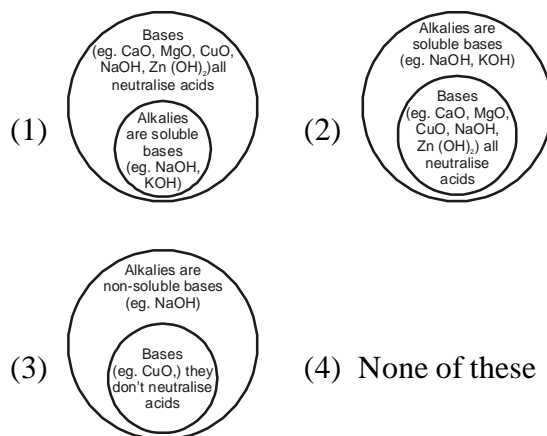 (1)
Bases
(eg. CaO, MgO, CuO,
NaOH, Zn (OH)₂)all
neutralise acids
Alkalies
are soluble
bases
(eg. NaOH,
KOH)
(2)
Alkalies are
soluble bases
(eg. NaOH, KOH)
Bases
(eg. CaO, MgO,
CuO, NaOH,
Zn (OH)₂) all
neutralise
acids
(3)
Alkalies are
non-soluble bases
(eg. NaOH)
Bases
(eg. CuO,) they
don't neutralise
acids
(4) None of these